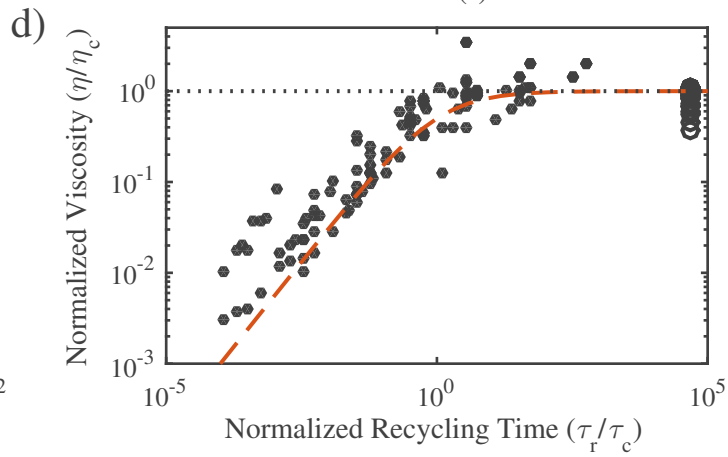 d)
Normalized Viscosity (η/η_c)
10^0
10^-1
10^-2
10^-3
10^-5
10^0
10^5
2
Normalized Recycling Time (τ_r/τ_c)